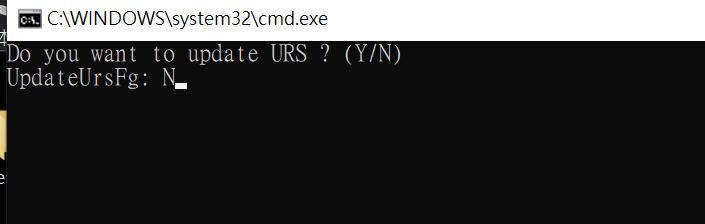 C:\WINDOWS\system32\cmd.exe
Do you want to update URS ? (Y/N)
UpdateUrsFg: N